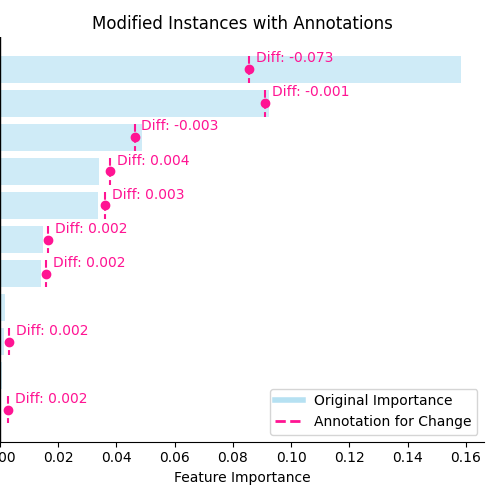 Modified Instances with Annotations
Diff: -0.073
Diff: -0.001
Diff: -0.003
Diff: 0.004
Diff: 0.003
Diff: 0.002
Diff: 0.002
Diff: 0.002
Diff: 0.002
Original Importance
Annotation for Change
00 0.02 0.04 0.06 0.08 0.10 0.12 0.14 0.16
Feature Importance